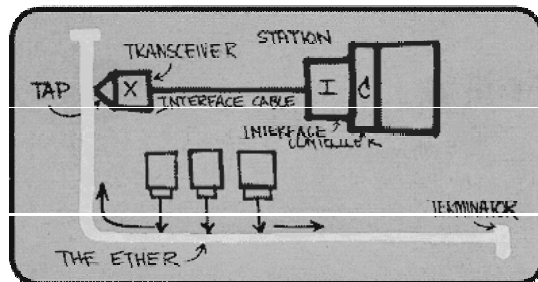 STATION
TRANSCEIVER
TAP
X
I
C
INTERFACE CABLE
INTERFACE
CONTROLLER
TERMINATOR
THE ETHER